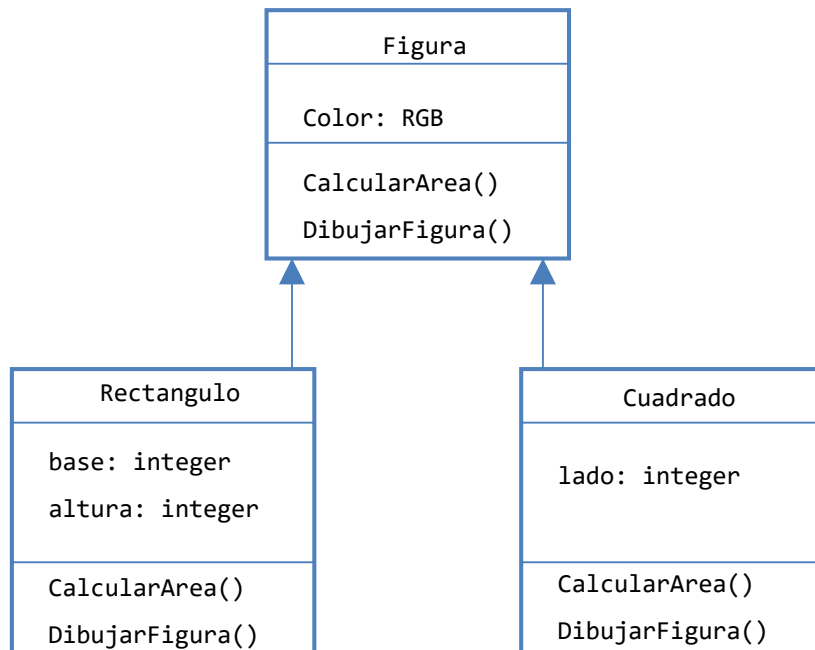 Figura
Color: RGB
CalcularArea()
DibujarFigura()
Rectangulo
base: integer
altura: integer
CalcularArea()
DibujarFigura()
Cuadrado
lado: integer
CalcularArea()
DibujarFigura()